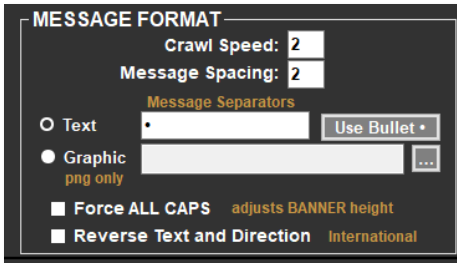 MESSAGE FORMAT
Crawl Speed: 2
Message Spacing: 2
Message Separators
Text • Use Bullet •
Graphic ...
png only
Force ALL CAPS adjusts BANNER height
Reverse Text and Direction International